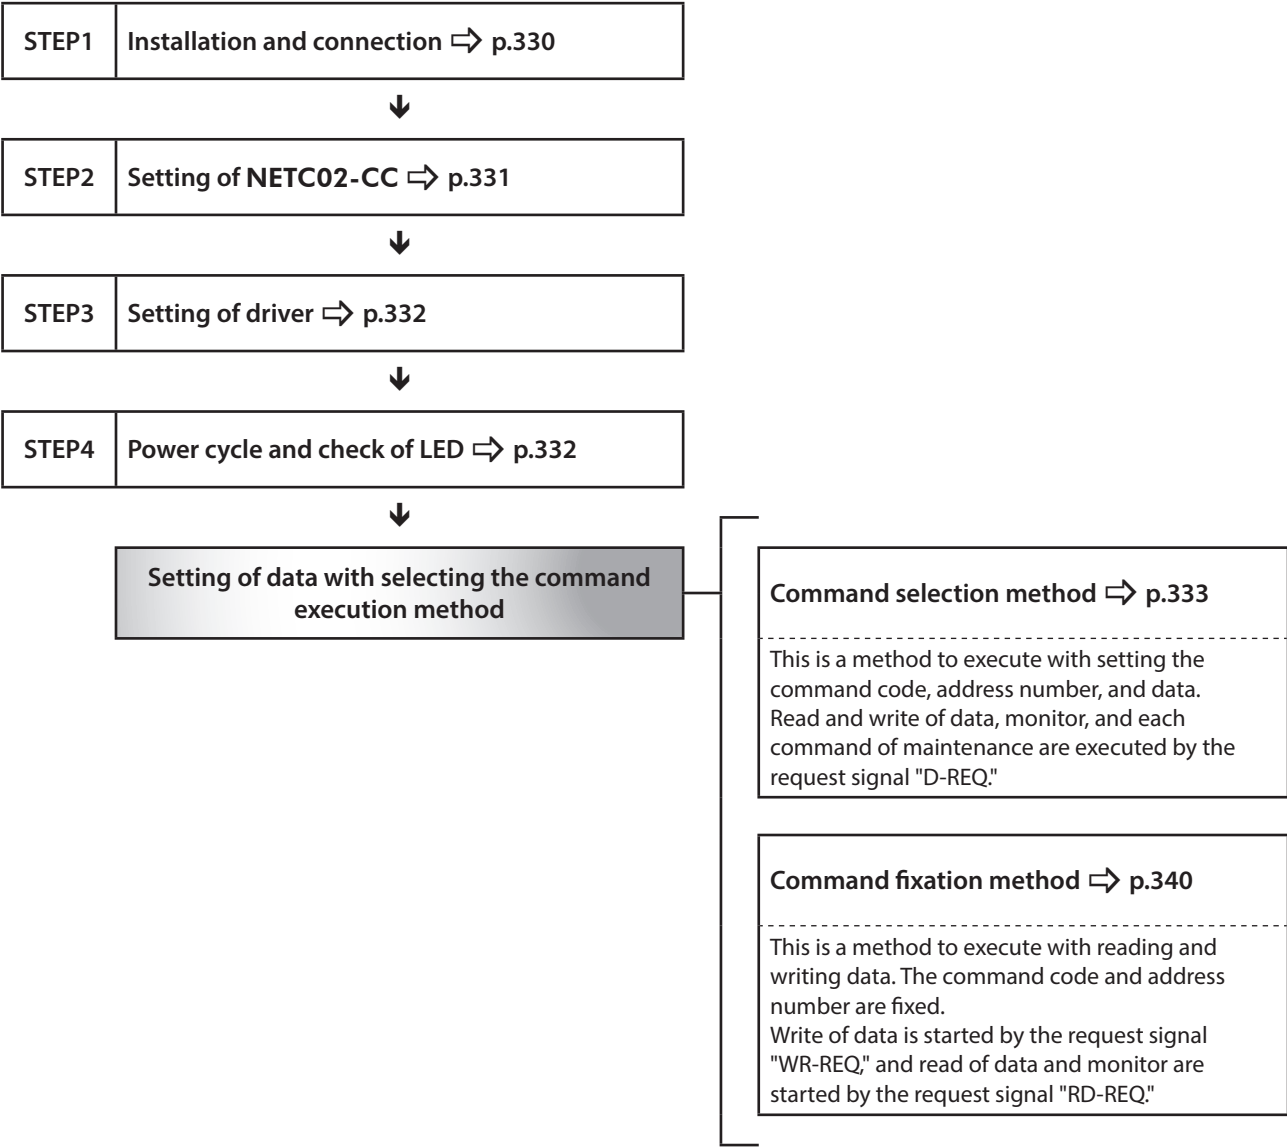 STEP1 Installation and connection ⇨ p.330
STEP2 Setting of NETC02-CC ⇨ p.331
STEP3 Setting of driver ⇨ p.332
STEP4 Power cycle and check of LED ⇨ p.332
Setting of data with selecting the command
execution method
Command selection method ⇨ p.333
This is a method to execute with setting the
command code, address number, and data.
Read and write of data, monitor, and each
command of maintenance are executed by the
request signal "D-REQ."
Command fixation method ⇨ p.340
This is a method to execute with reading and
writing data. The command code and address
number are fixed.
Write of data is started by the request signal
"WR-REQ," and read of data and monitor are
started by the request signal "RD-REQ."